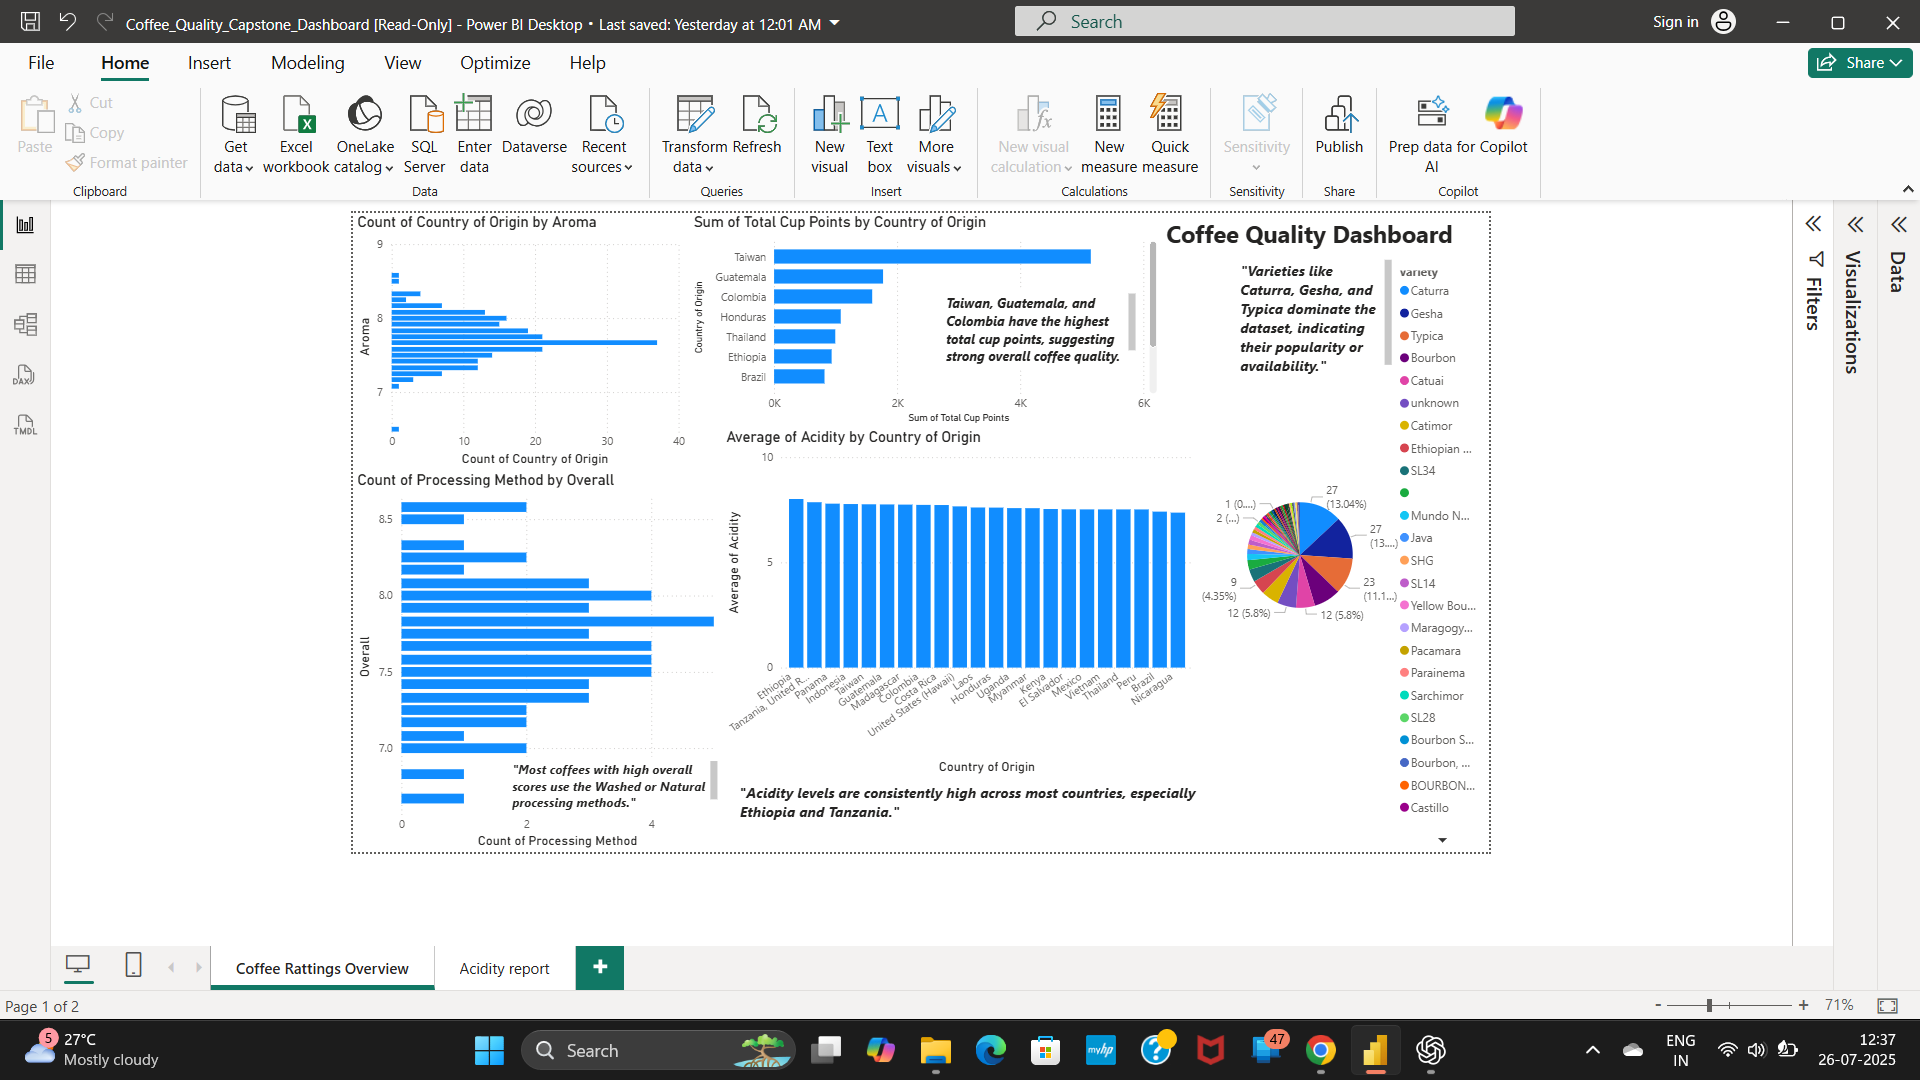 Coffee_Quality_Capstone_Dashboard [Read-Only] - Power BI Desktop • Last saved: Yesterday at 12:01 AM
Search
Sign in
File
Home
Insert
Modeling
View
Optimize
Help
Share
Paste
Cut
Copy
Format painter
Clipboard
Get
data
Excel
workbook
OneLake
catalog
SQL
Server
Enter
data
Dataverse
Recent
sources
Data
Transform
data
Refresh
Queries
New
visual
Text
box
More
visuals
Insert
New visual
calculation
New
measure
Quick
measure
Calculations
Sensitivity
Sensitivity
Publish
Share
Prep data for
AI
Copilot
Copilot
DAX
TMDL
Count of Country of Origin by Aroma
Aroma
9
8
7
0
10
20
30
40
Count of Country of Origin
Sum of Total Cup Points by Country of Origin
Country of Origin
Taiwan
Guatemala
Colombia
Honduras
Thailand
Ethiopia
Brazil
0K
2K
4K
6K
Sum of Total Cup Points
Taiwan, Guatemala, and
Colombia have the highest
total cup points, suggesting
strong overall coffee quality.
Coffee Quality Dashboard
"Varieties like
Caturra, Gesha, and
Typica dominate the
dataset, indicating
their popularity or
availability."
Variety
Caturra
Gesha
Typica
Bourbon
Catuai
unknown
Catimor
Ethiopian ...
SL34
Mundo N...
Java
SHG
SL14
Yellow Bou...
Maragogy...
Pacamara
Parainema
Sarchimor
SL28
Bourbon S...
Bourbon, ...
BOURBON...
Castillo
Count of Processing Method by Overall
Overall
8.5
8.0
7.5
7.0
0
2
4
Count of Processing Method
"Most coffees with high overall
scores use the Washed or Natural
processing methods."
Average of Acidity by Country of Origin
Average of Acidity
10
5
0
Ethiopia
Tanzania, United R...
Panama
Indonesia
Taiwan
Guatemala
Madagascar
Colombia
Costa Rica
United States (Hawaii)
Laos
Honduras
Uganda
Myanmar
Kenya
El Salvador
Mexico
Vietnam
Thailand
Peru
Brazil
Nicaragua
Country of Origin
"Acidity levels are consistently high across most countries, especially
Ethiopia and Tanzania."
27
(13.04%)
27
(13....)
23
(11.1...)
12 (5.8%)
12 (5.8%)
9
(4.35%)
2 (...)
1 (0....)
Filters
Visualizations
Data
Coffee Rattings Overview
Acidity report
+
Page 1 of 2
-
+
71%
5
27°C
Mostly cloudy
Search
myhp
47
ENG
IN
12:37
26-07-2025